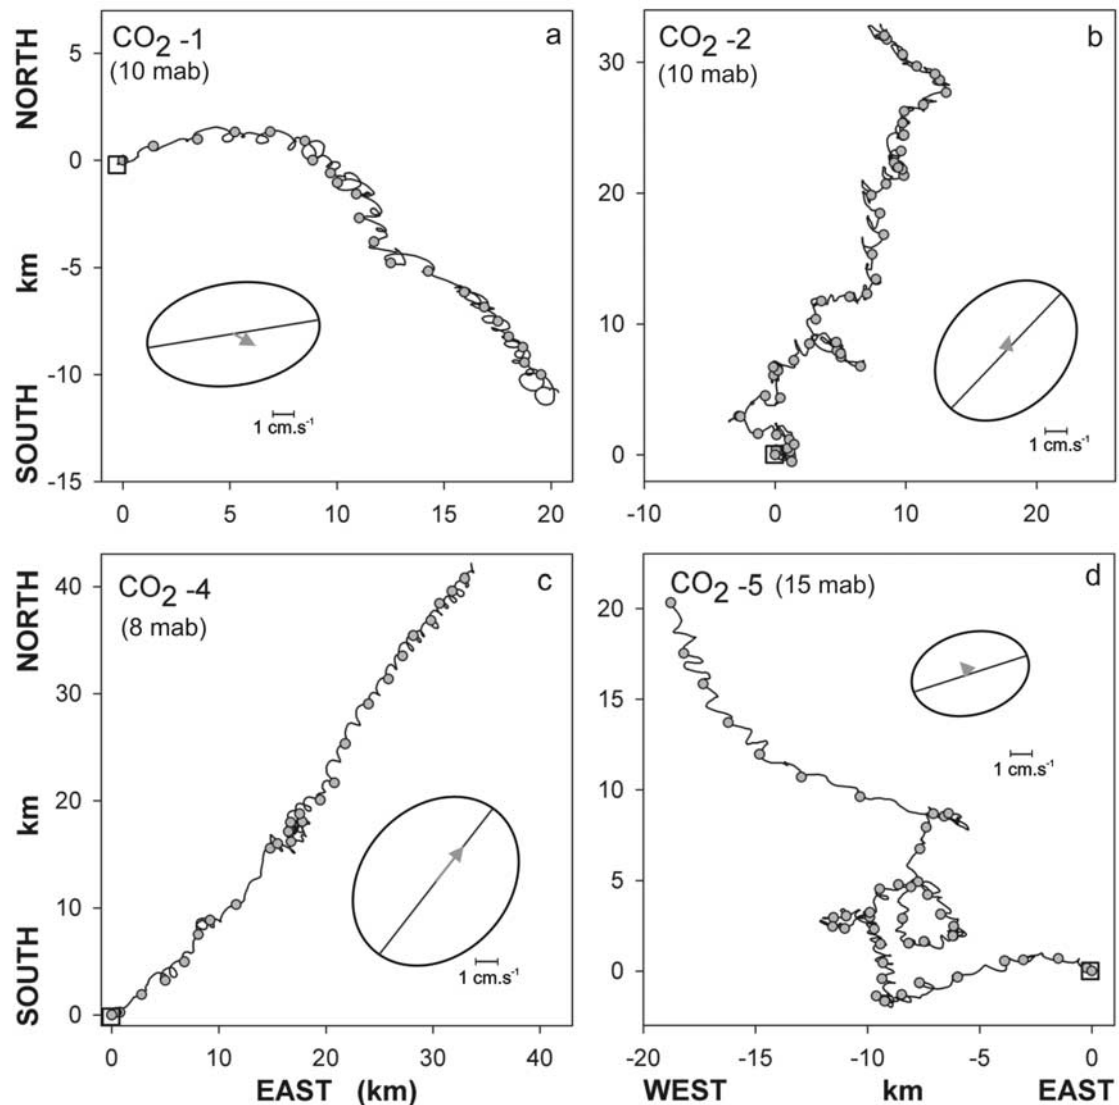 CO2 -1
(10 mab)
a
NORTH
km
SOUTH
5
0
-5
-10
-15
0 5 10 15 20
1 cm.s-1
CO2 -2
(10 mab)
b
30
20
10
0
-10 0 10 20
1 cm.s-1
CO2 -4
(8 mab)
c
NORTH
km
SOUTH
40
30
20
10
0
0 10 20 30 40
EAST (km)
1 cm.s-1
CO2 -5 (15 mab)
d
20
15
10
5
0
-20 -15 -10 -5 0
WEST km EAST
1 cm.s-1